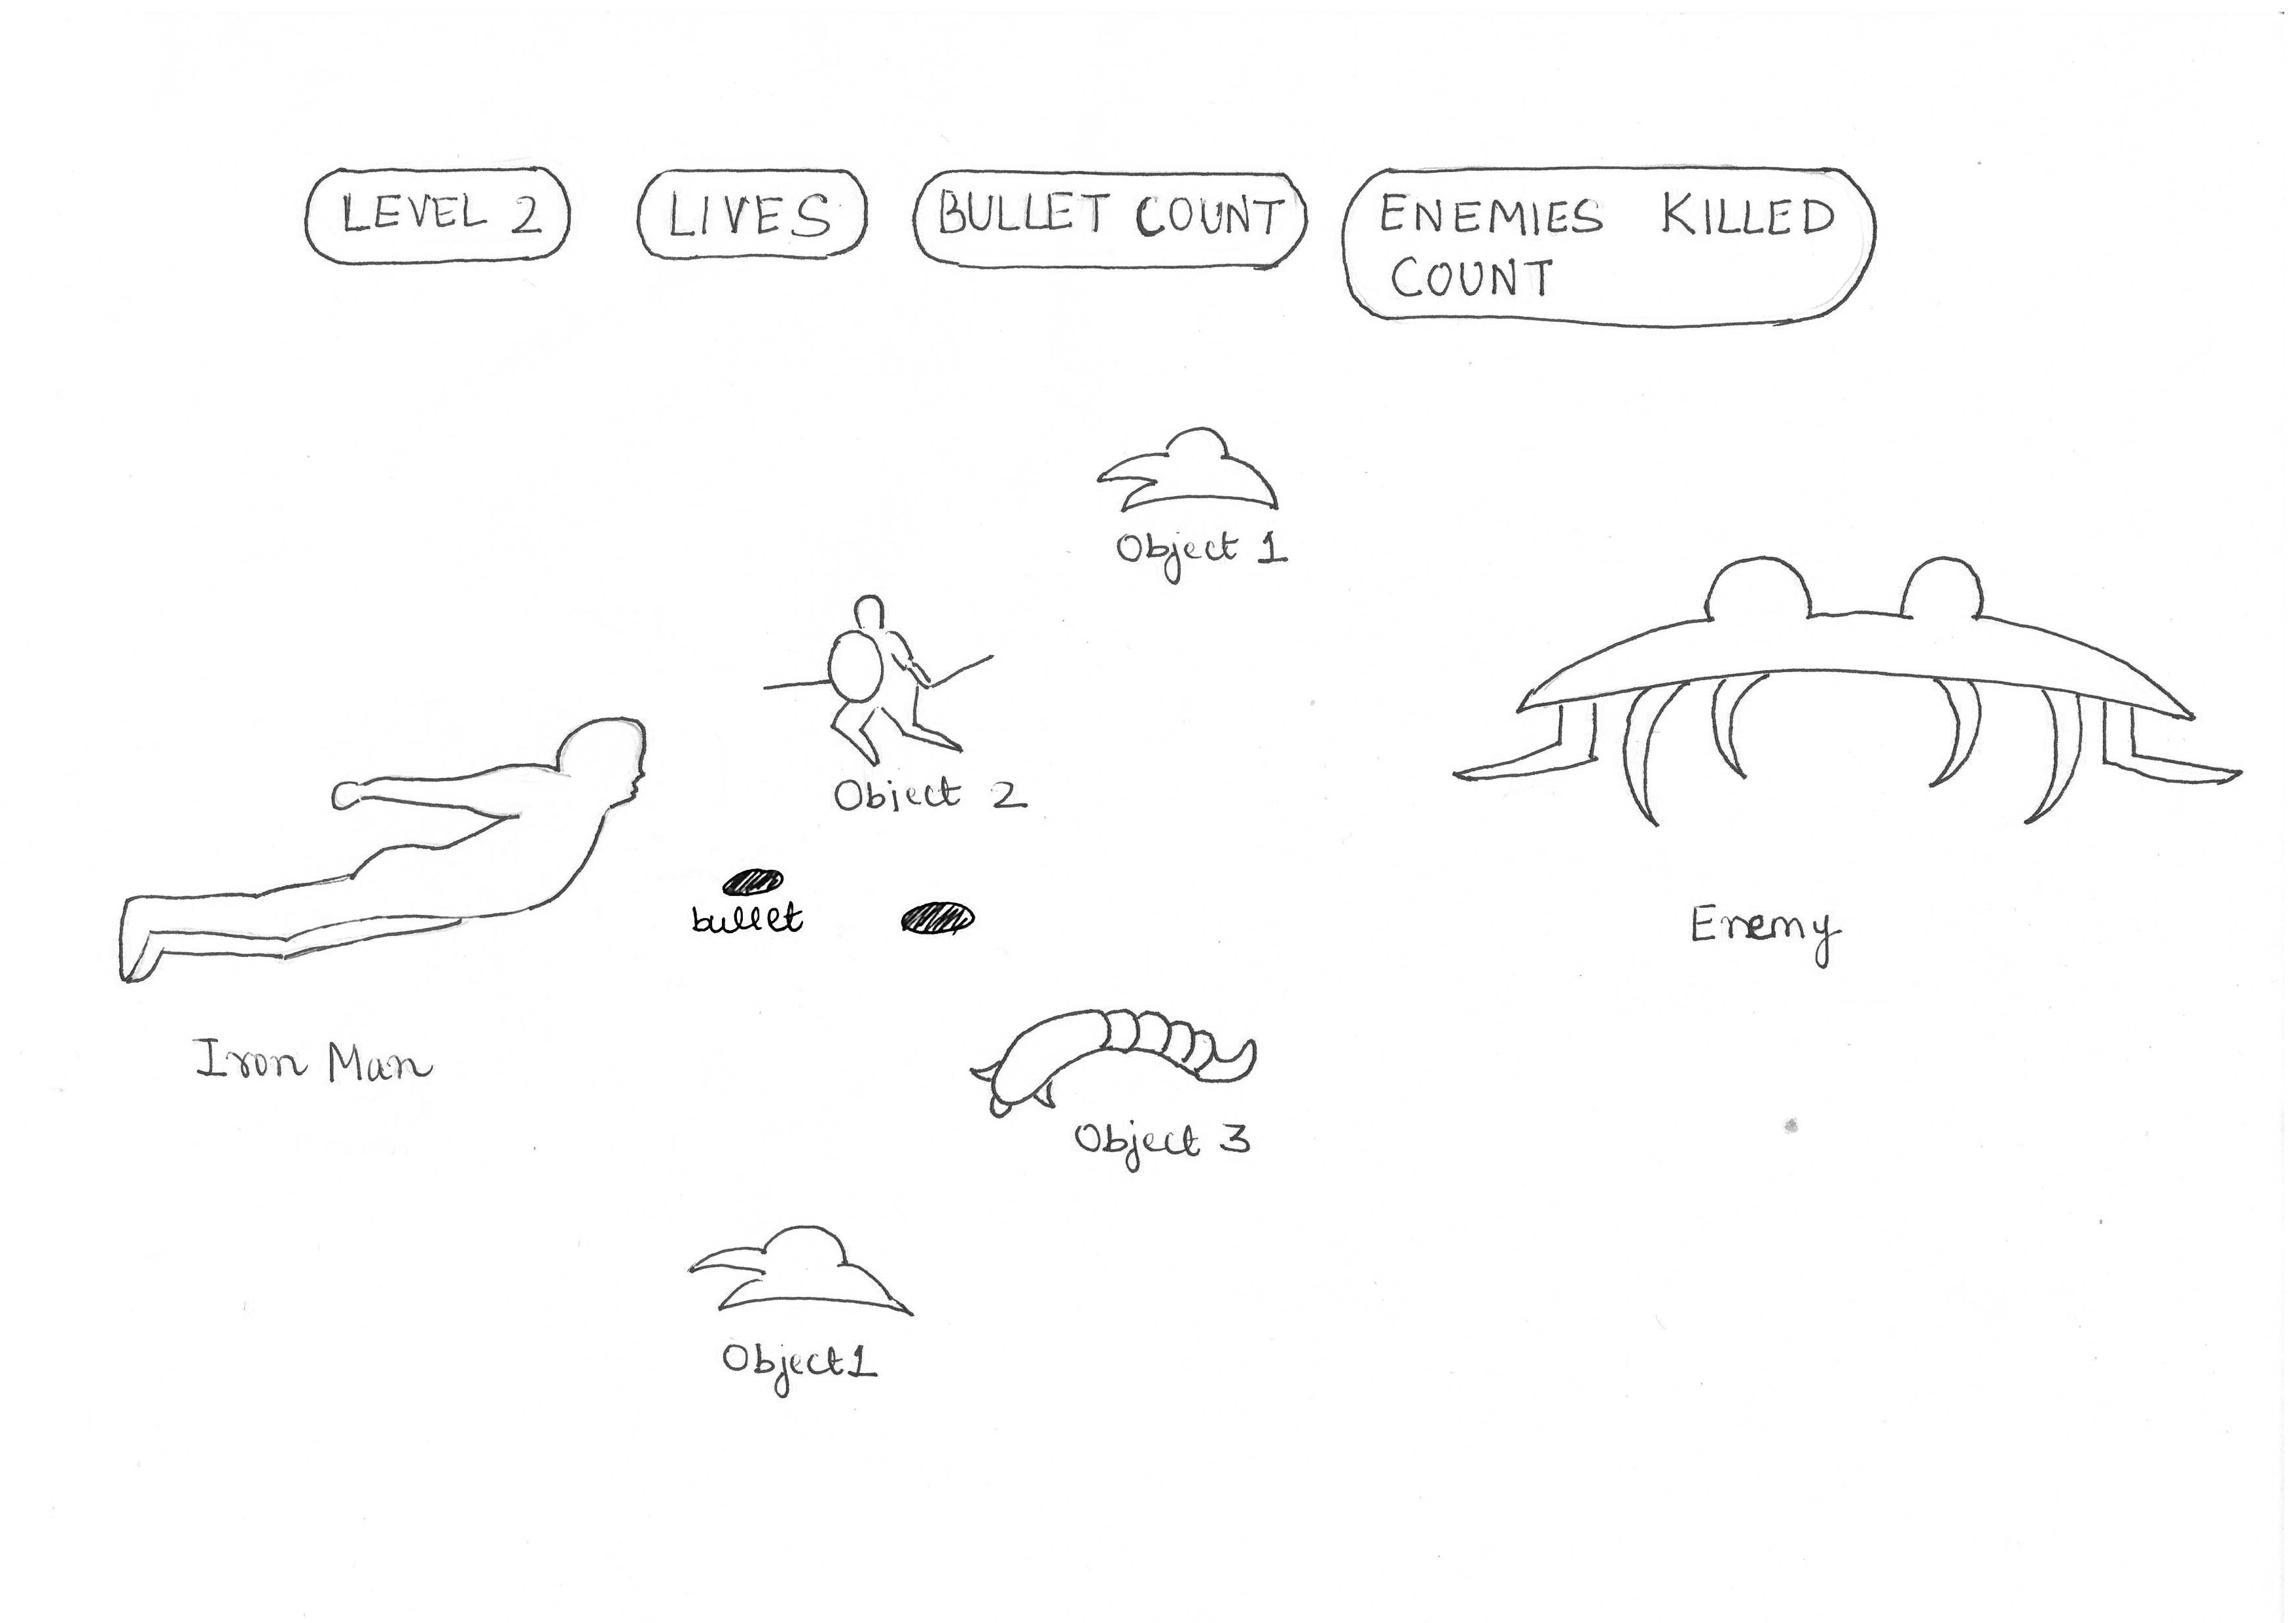 LEVEL 2
LIVES
BULLET COUNT
ENEMIES KILLED
COUNT
Object 1
Object 2
bullet
Enemy
Iron Man
Object 3
Object1